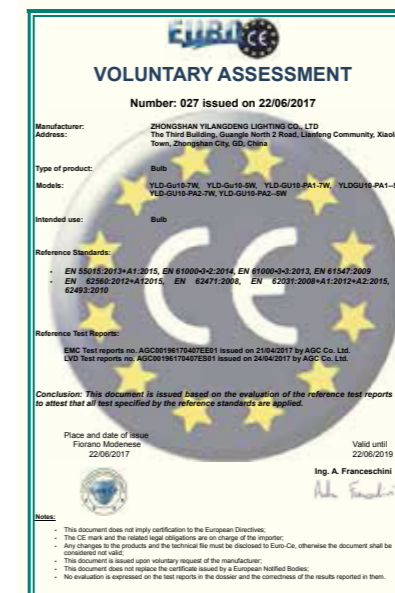 EURO CE
VOLUNTARY ASSESSMENT
Number: 027 issued on 22/06/2017
Manufacturer: ZHONGSHAN YILANGDENG LIGHTING CO., LTD
Address: The Third Building, Guangle North 2 Road, Lianfeng Community, Xiaol
Town, Zhongshan City, GD, China
Type of product: Bulb
Models: YLD-Gu10-7W, YLD-Gu10-5W, YLD-GU10-PA1-7W, YLDGU10-PA1--5
YLD-GU10-PA2-7W, YLD-GU10-PA2--5W
Intended use: Bulb
Reference Standards:
- EN 55015:2013+A1:2015, EN 61000-3-2:2014, EN 61000-3-3:2013, EN 61547:2009
- EN 62560:2012+A12015, EN 62471:2008, EN 62031:2008+A1:2012+A2:2015,
62493:2010
CE
Reference Test Reports:
EMC Test reports no. AGC00196170407EE01 issued on 21/04/2017 by AGC Co. Ltd.
LVD Test reports no. AGC00196170407ES01 issued on 24/04/2017 by AGC Co. Ltd.
Conclusion: This document is issued based on the evaluation of the reference test reports
to attest that all test specified by the reference standards are applied.
Place and date of issue
Fiorano Modenese
22/06/2017
Valid until
22/06/2019
Ing. A. Franceschini
Notes:
- This document does not imply certification to the European Directives;
- The CE mark and the related legal obligations are on charge of the importer;
- Any changes to the products and the technical file must be disclosed to Euro-Ce, otherwise the document shall be
considered not valid;
- This document is issued upon voluntary request of the manufacturer;
- This document does not replace the certificate issued by a European Notified Bodies;
- No evaluation is expressed on the test reports in the dossier and the correctness of the results reported in them.